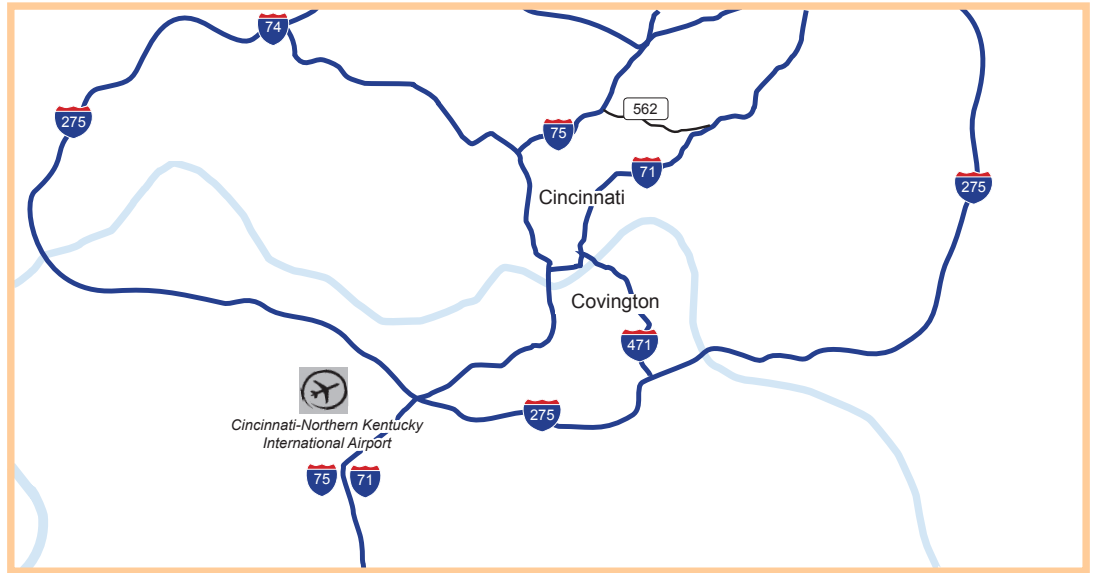 74
275
562
75
71
275
Cincinnati
Covington
471
275
Cincinnati-Northern Kentucky
International Airport
75
71